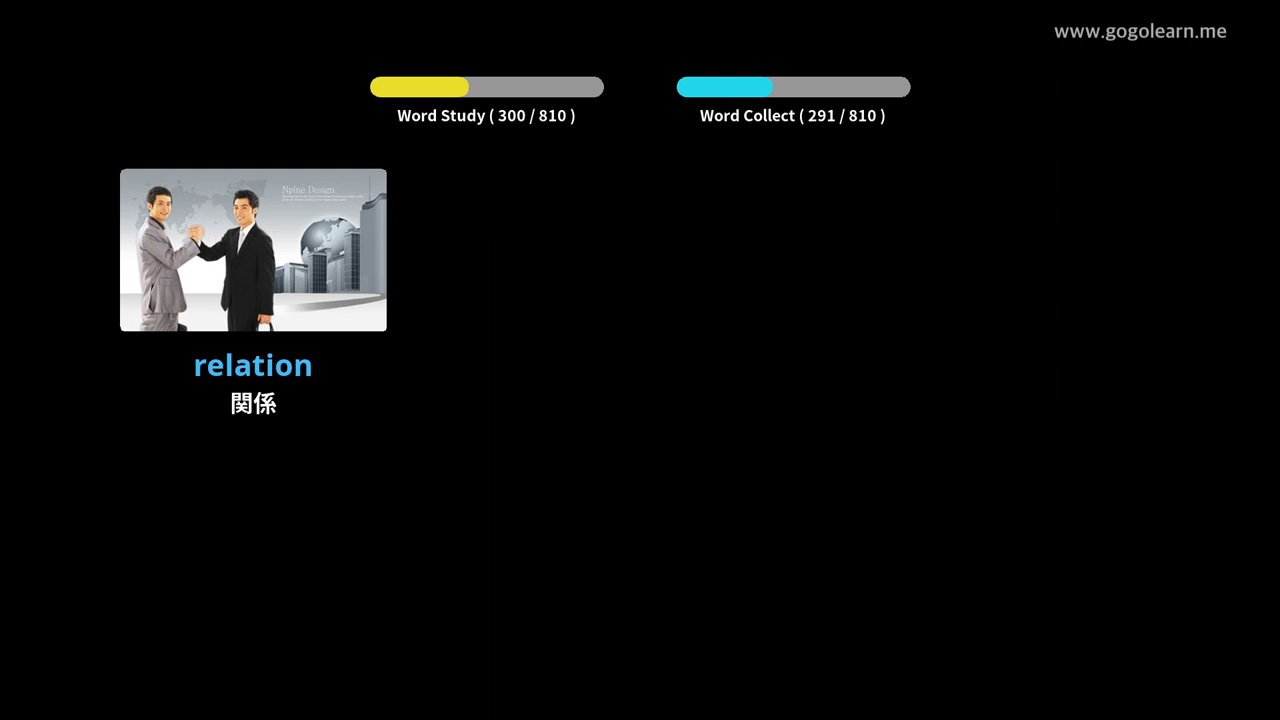 www.gogolearn.me
Word Study ( 300 / 810 )
Word Collect ( 291 / 810 )
Npine Design
relation
関係